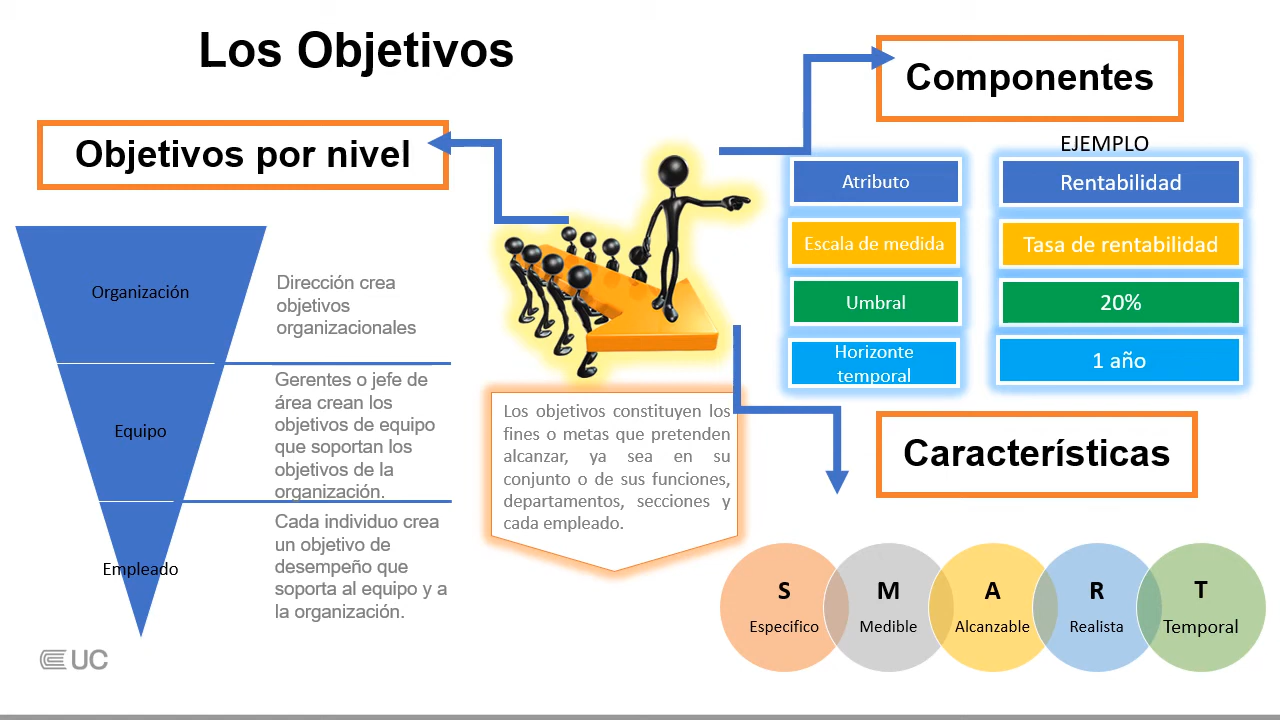 Los Objetivos
Objetivos por nivel
Organización
Dirección crea
objetivos
organizacionales
Equipo
Gerentes o jefe de
área crean los
objetivos de equipo
que soportan los
objetivos de la
organización.
Empleado
Cada individuo crea
un objetivo de
desempeño que
soporta al equipo y a
la organización.
UC
Los objetivos constituyen los
fines o metas que pretenden
alcanzar, ya sea en su
conjunto o de sus funciones,
departamentos, secciones y
cada empleado.
Componentes
EJEMPLO
Atributo
Rentabilidad
Escala de medida
Tasa de rentabilidad
Umbral
20%
Horizonte
temporal
1 año
Características
S
Especifico
M
Medible
A
Alcanzable
R
Realista
T
Temporal